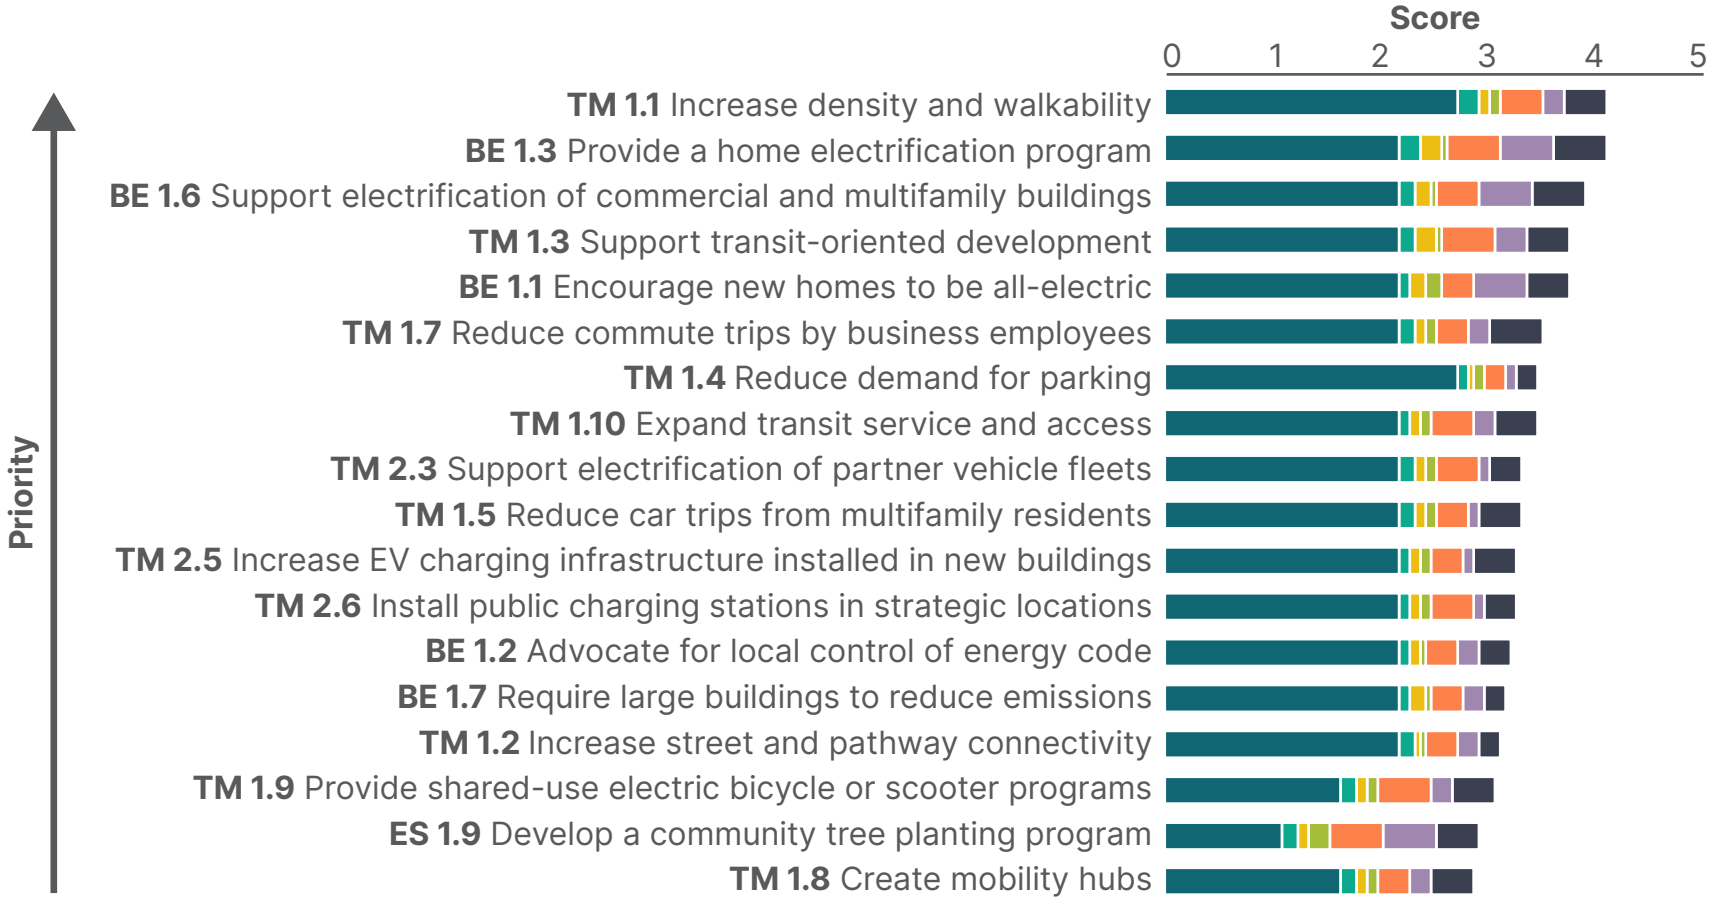 Score
0 1 2 3 4 5
TM 1.1 Increase density and walkability
BE 1.3 Provide a home electrification program
BE 1.6 Support electrification of commercial and multifamily buildings
TM 1.3 Support transit-oriented development
BE 1.1 Encourage new homes to be all-electric
TM 1.7 Reduce commute trips by business employees
TM 1.4 Reduce demand for parking
TM 1.10 Expand transit service and access
TM 2.3 Support electrification of partner vehicle fleets
TM 1.5 Reduce car trips from multifamily residents
TM 2.5 Increase EV charging infrastructure installed in new buildings
TM 2.6 Install public charging stations in strategic locations
BE 1.2 Advocate for local control of energy code
BE 1.7 Require large buildings to reduce emissions
TM 1.2 Increase street and pathway connectivity
TM 1.9 Provide shared-use electric bicycle or scooter programs
ES 1.9 Develop a community tree planting program
TM 1.8 Create mobility hubs
Priority